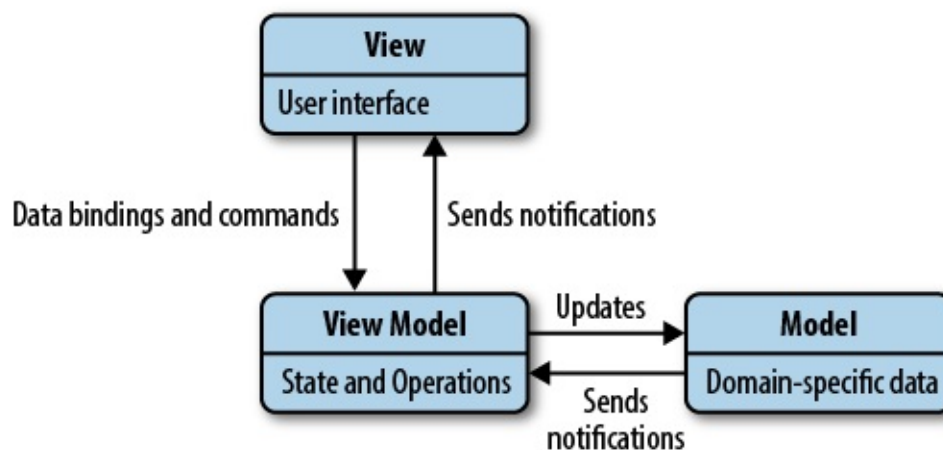 View
User interface
Data bindings and commands
Sends notifications
View Model
State and Operations
Updates
Sends
notifications
Model
Domain-specific data